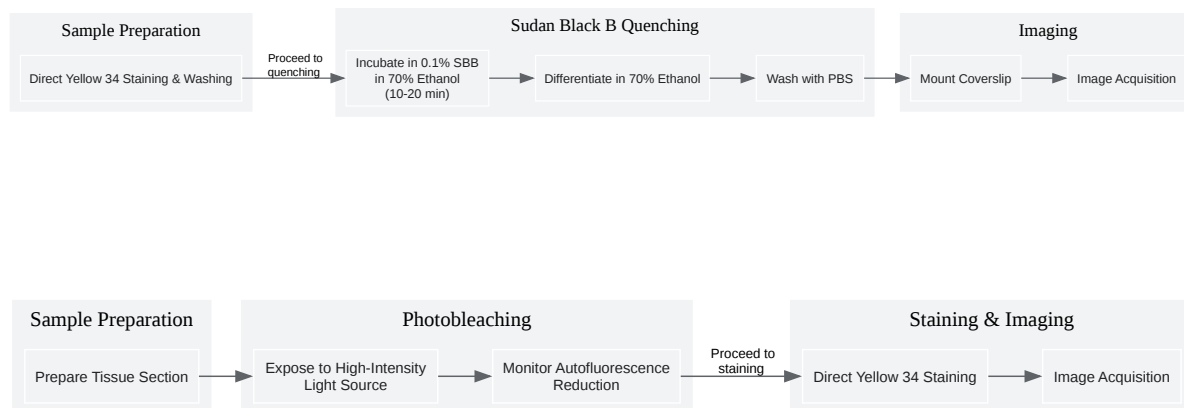 Sample Preparation
Direct Yellow 34 Staining & Washing
Proceed to
quenching
Sudan Black B Quenching
Incubate in 0.1% SBB
in 70% Ethanol
(10-20 min)
Differentiate in 70% Ethanol
Wash with PBS
Imaging
Mount Coverslip
Image Acquisition
Sample Preparation
Prepare Tissue Section
Photobleaching
Expose to High-Intensity
Light Source
Monitor Autofluorescence
Reduction
Proceed to
staining
Staining & Imaging
Direct Yellow 34 Staining
Image Acquisition